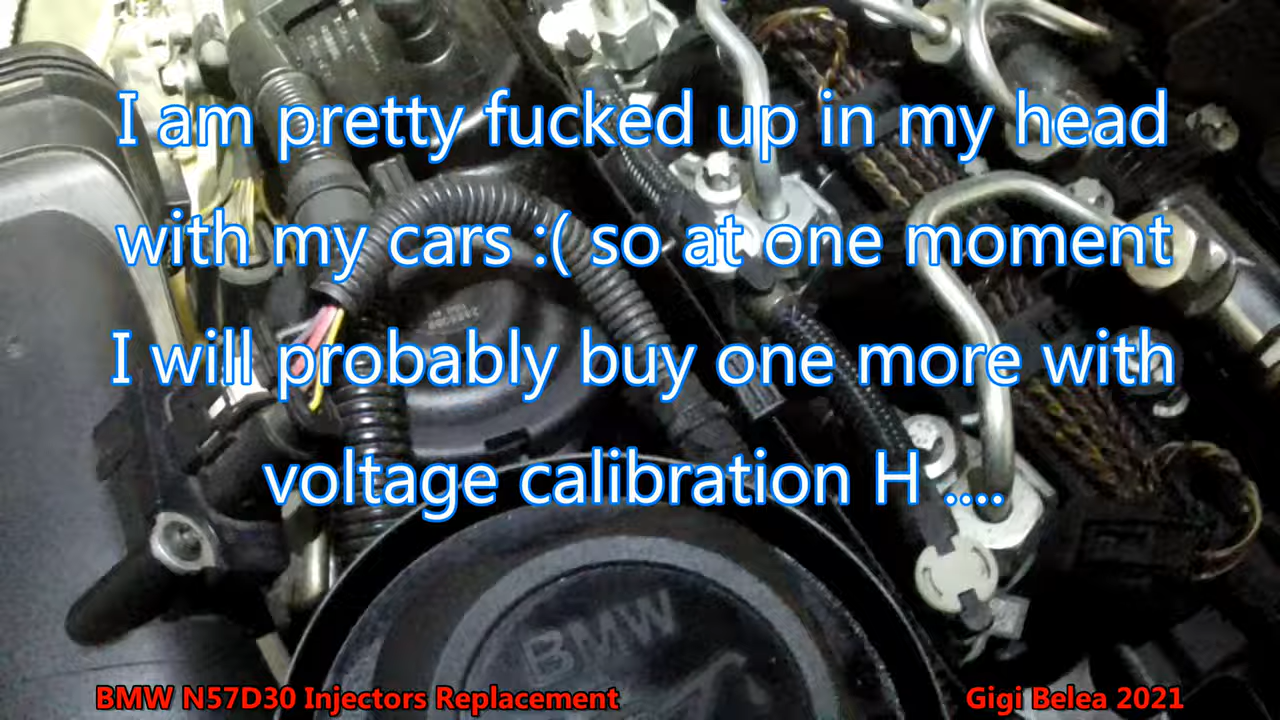 I am pretty fucked up in my head
with my cars :( so at one moment
I will probably buy one more with
voltage calibration H ....
BMW
BMW N57D30 Injectors Replacement
Gigi Belea 2021